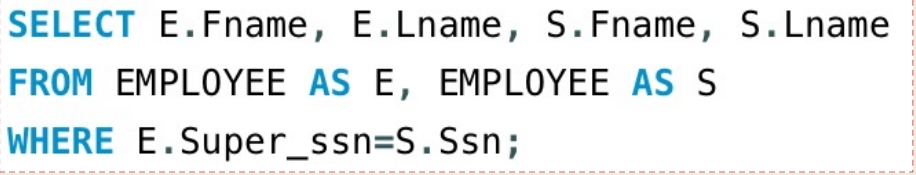 SELECT E.Fname, E.Lname, S.Fname, S.Lname
FROM EMPLOYEE AS E, EMPLOYEE AS S
WHERE E.Super_ssn=S.Ssn;